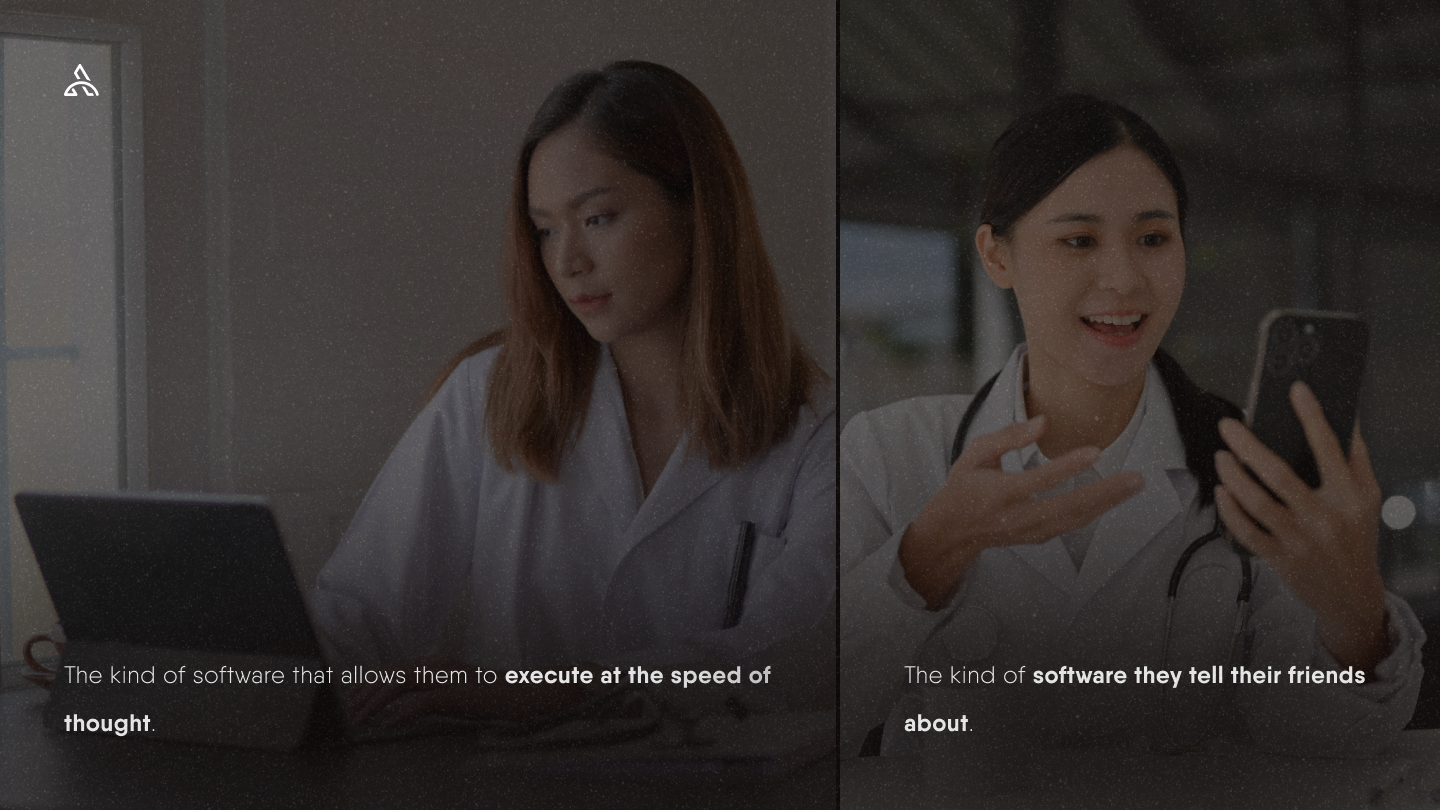 The kind of software that allows them to execute at the speed of
thought.
The kind of software they tell their friends
about.